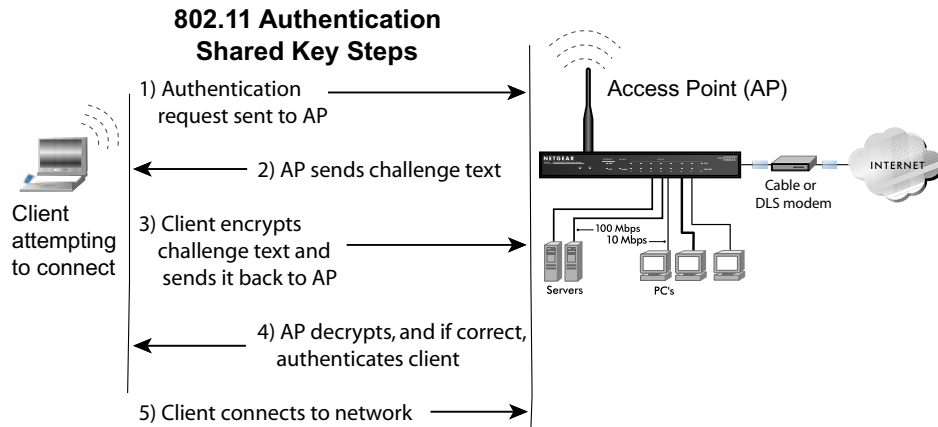 802.11 Authentication
Shared Key Steps
1) Authentication
request sent to AP
Access Point (AP)
NETGEAR
2) AP sends challenge text
INTERNET
Cable or
DLS modem
Client
attempting
to connect
3) Client encrypts
challenge text and
sends it back to AP
100 Mbps
10 Mbps
Servers
PC's
4) AP decrypts, and if correct,
authenticates client
5) Client connects to network